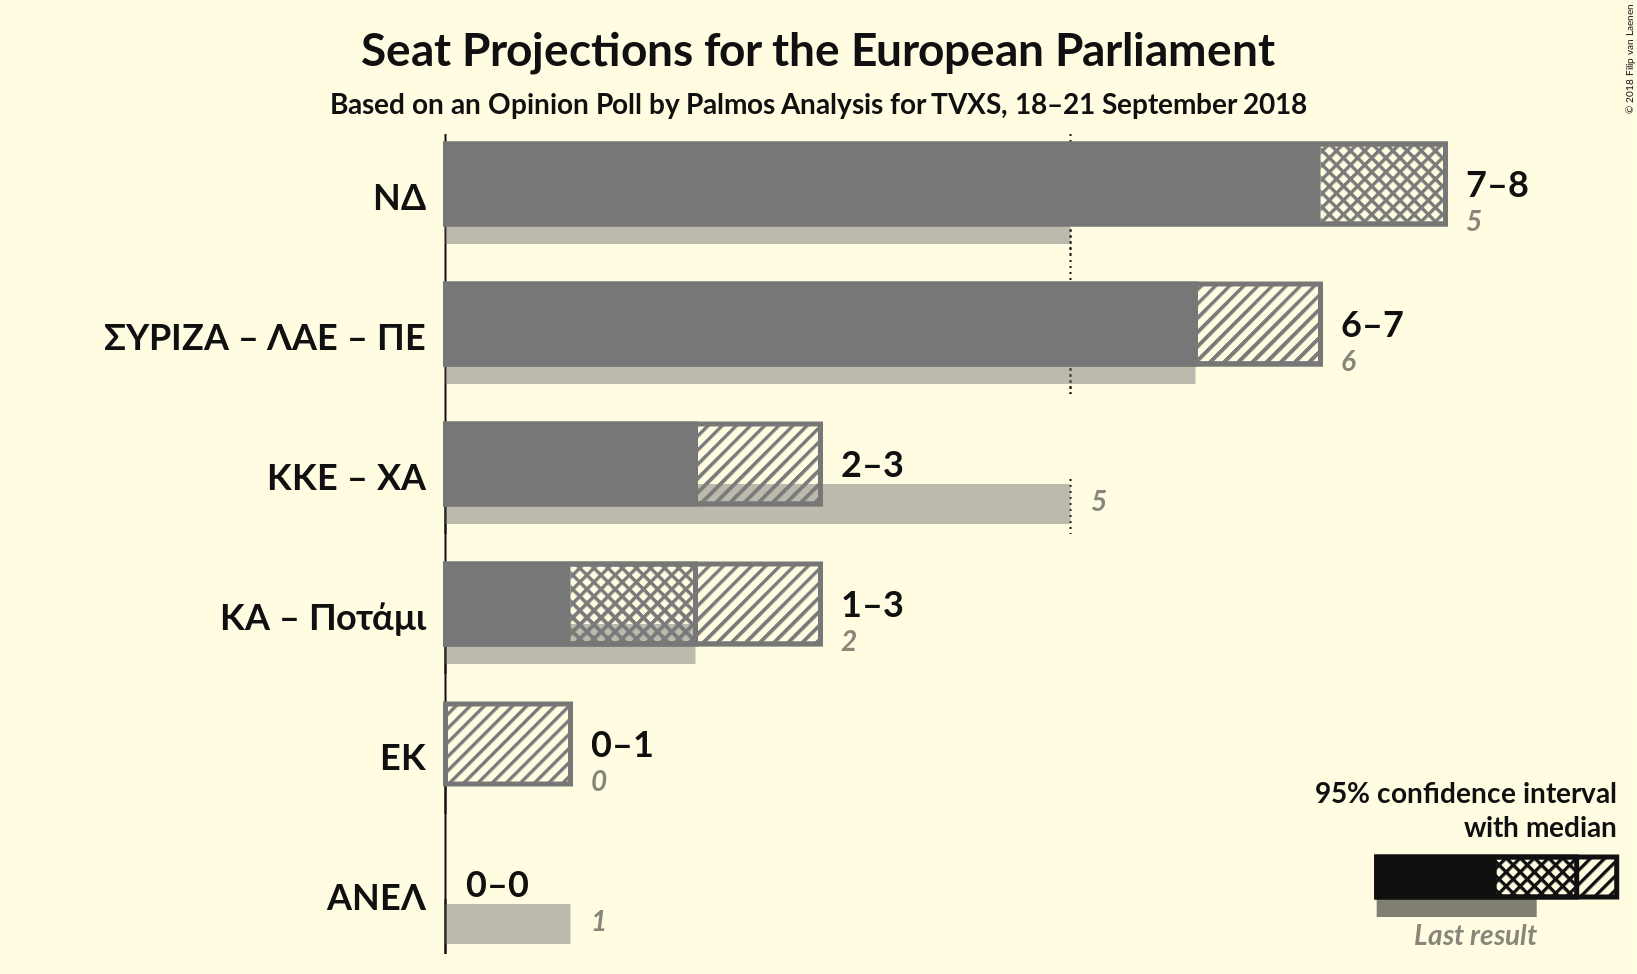 Seat Projections for the European Parliament
Based on an Opinion Poll by Palmos Analysis for TVXS, 18–21 September 2018
© 2018 Filip van Laenen
ΝΔ
7–8
5
ΣΥΡΙΖΑ – ΛΑΕ – ΠΕ
6–7
6
ΚΚΕ – ΧΑ
2–3
5
ΚΑ – Ποτάμι
1–3
2
ΕΚ
0–1
0
ΑΝΕΛ
0–0
1
95% confidence interval
with median
Last result